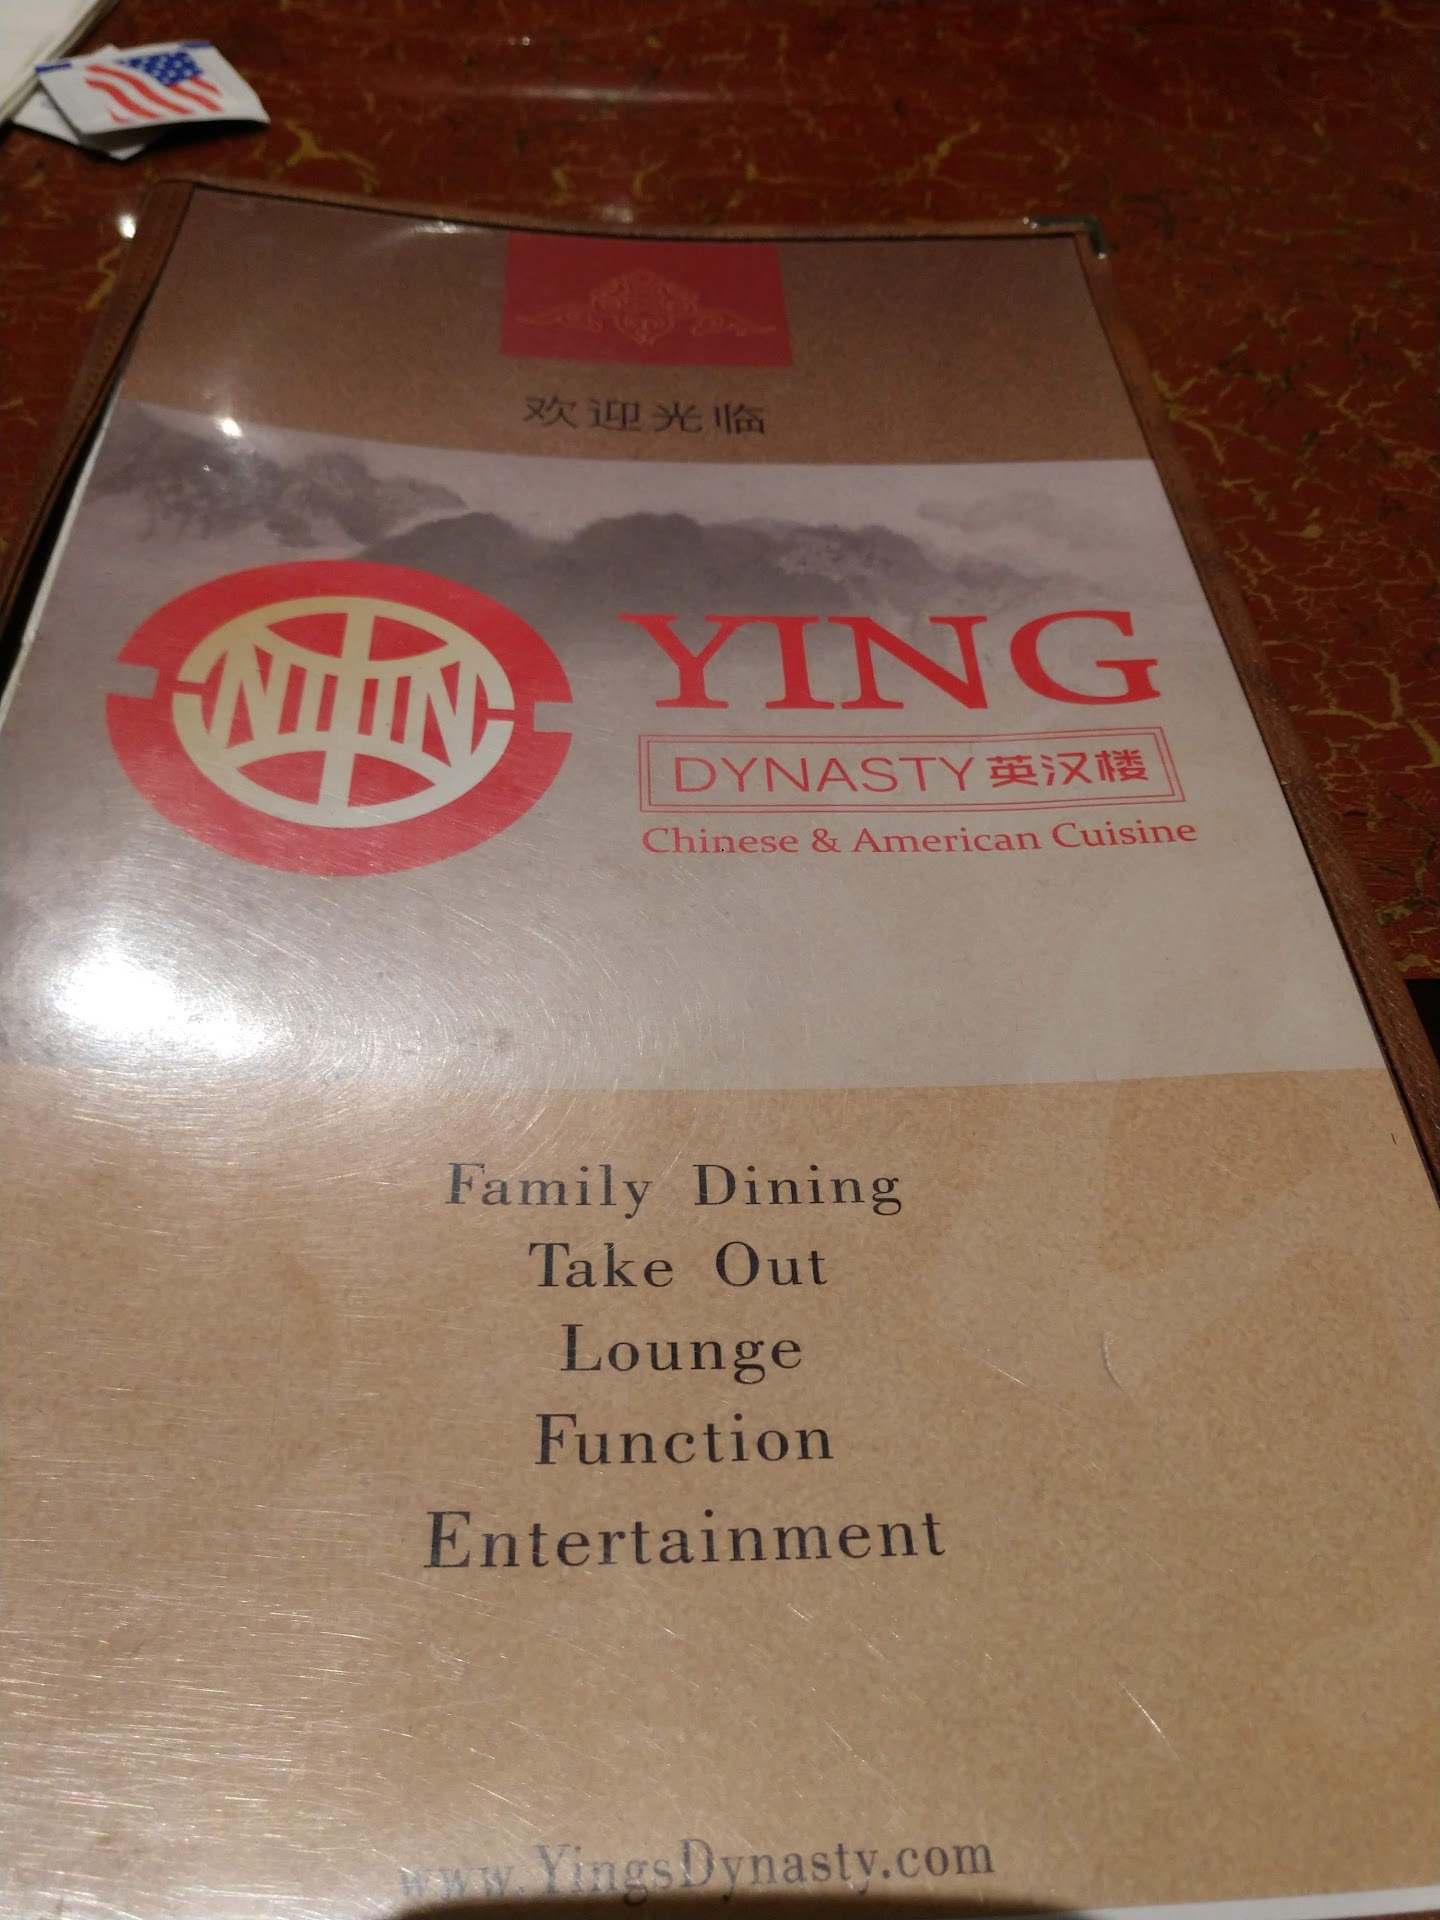 欢迎光临
YING
DYNASTY 英汉楼
Chinese & American Cuisine
Family Dining
Take Out
Lounge
Function
Entertainment
www.YingsDynasty.com